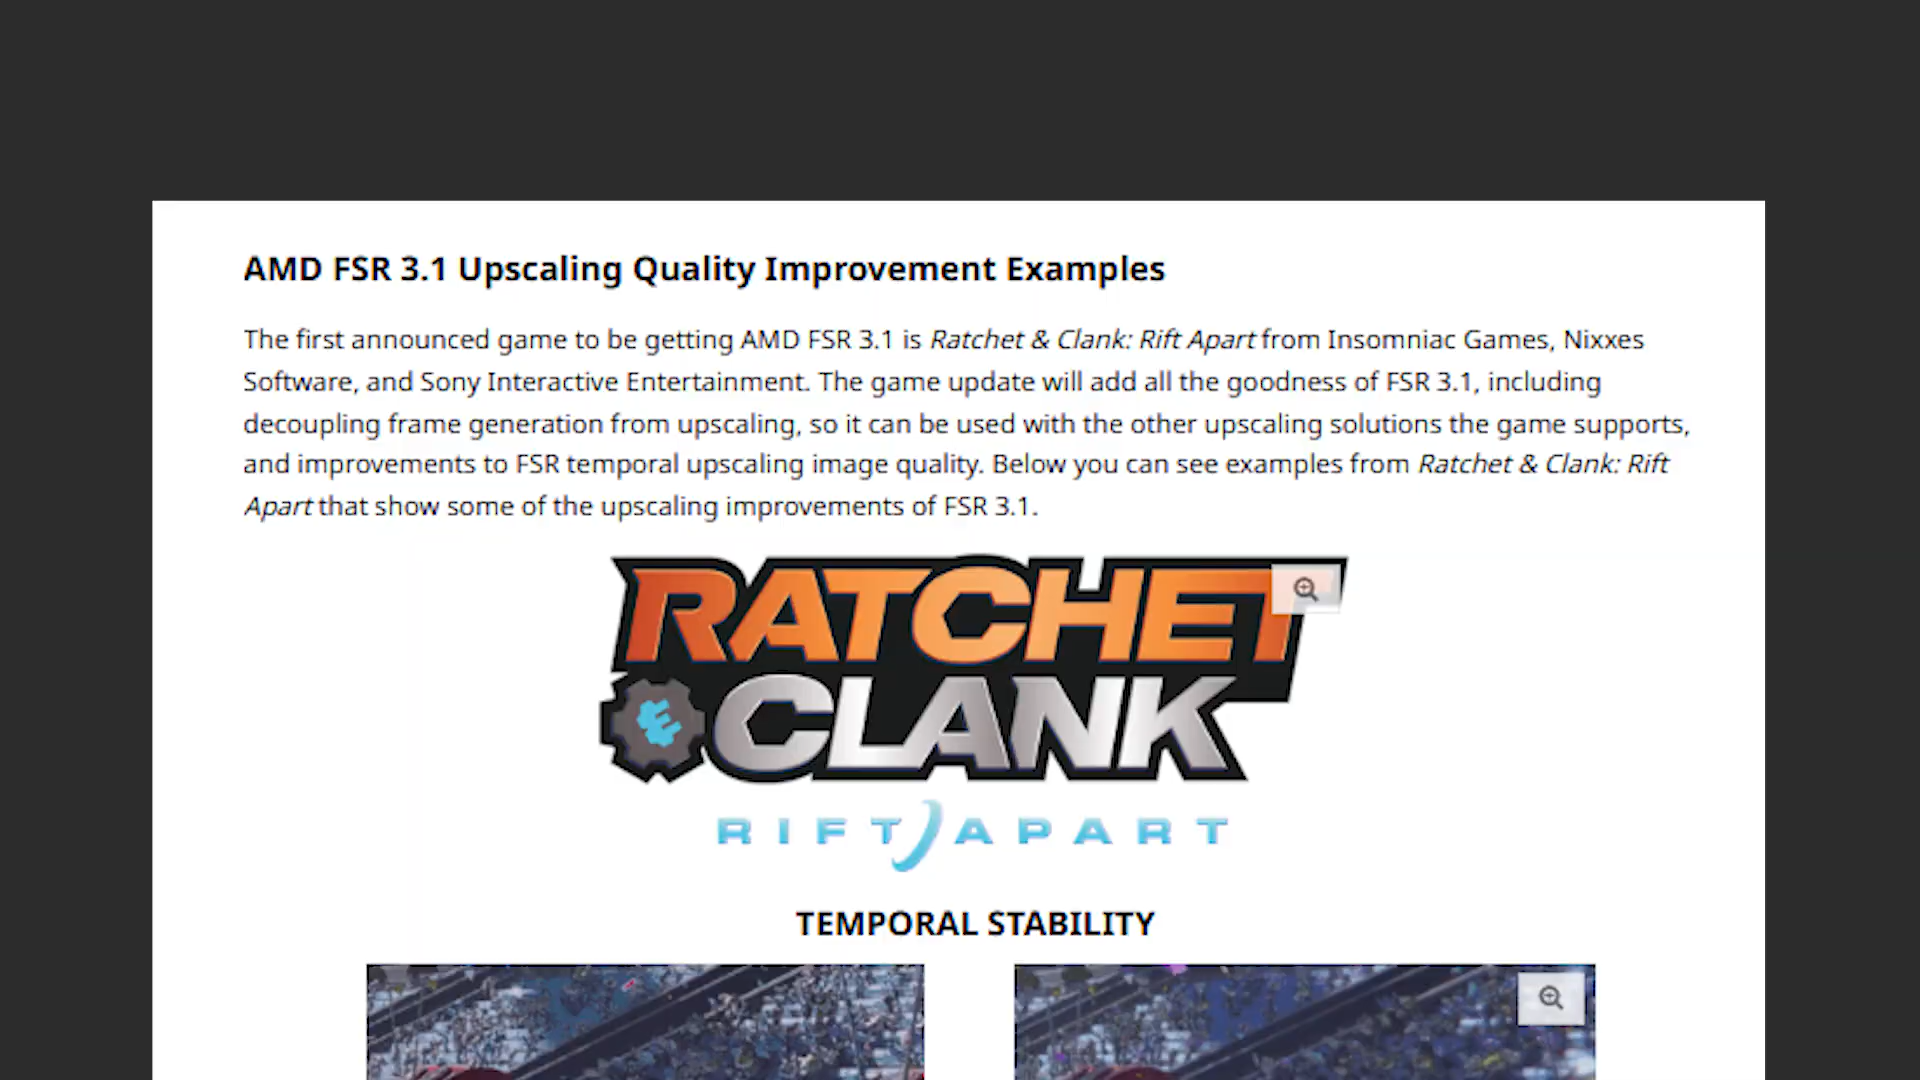 AMD FSR 3.1 Upscaling Quality Improvement Examples
The first announced game to be getting AMD FSR 3.1 is Ratchet & Clank: Rift Apart from Insomniac Games, Nixxes
Software, and Sony Interactive Entertainment. The game update will add all the goodness of FSR 3.1, including
decoupling frame generation from upscaling, so it can be used with the other upscaling solutions the game supports,
and improvements to FSR temporal upscaling image quality. Below you can see examples from Ratchet & Clank: Rift
Apart that show some of the upscaling improvements of FSR 3.1.
RATCHET
CLANK
RIFT APART
TEMPORAL STABILITY